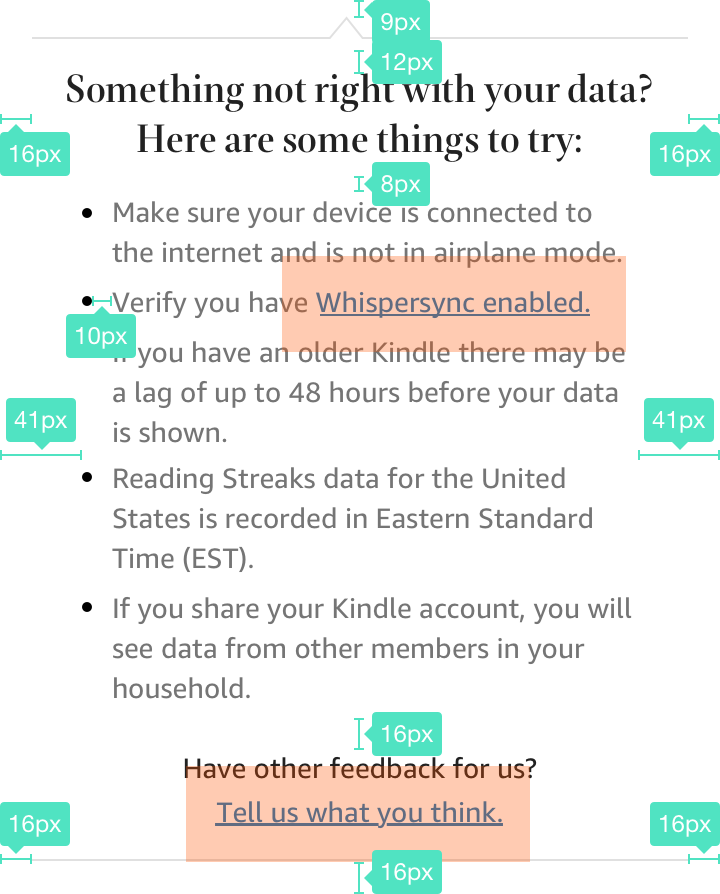 9px
12px
Something not right with your data?
Here are some things to try:
16px
16px
8px
Make sure your device is connected to
the internet and is not in airplane mode.
Verify you have Whispersync enabled.
10px
If you have an older Kindle there may be
a lag of up to 48 hours before your data
is shown.
41px
41px
Reading Streaks data for the United
States is recorded in Eastern Standard
Time (EST).
If you share your Kindle account, you will
see data from other members in your
household.
16px
Have other feedback for us?
Tell us what you think.
16px
16px
16px